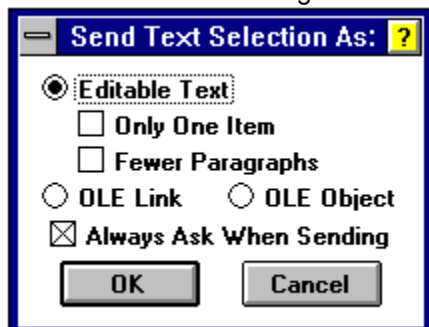 Send Text Selection As: ?
Editable Text
Only One Item
Fewer Paragraphs
OLE Link OLE Object
Always Ask When Sending
OK Cancel